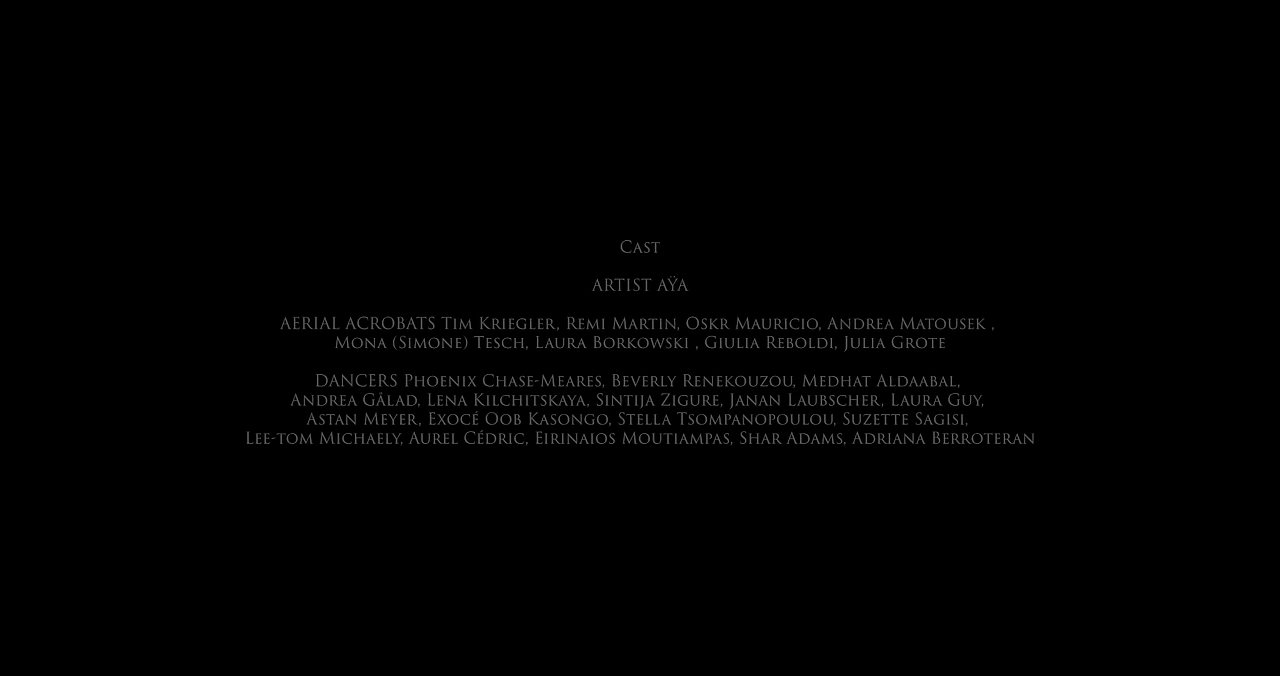 Cast
ARTIST AŸA
AERIAL ACROBATS Tim Kriegler, Remi Martin, Oskr Mauricio, Andrea Matousek ,
Mona (Simone) Tesch, Laura Borkowski , Giulia Reboldi, Julia Grote
DANCERS Phoenix Chase-Meares, Beverly Renekouzou, Medhat Aldaabal,
Andrea Gålad, Lena Kilchitskaya, Sintija Zigure, Janan Laubscher, Laura Guy,
Astan Meyer, Exocé Oob Kasongo, Stella Tsompanopoulou, Suzette Sagisi,
Lee-tom Michaely, Aurel Cédric, Eirinaios Moutiampas, Shar Adams, Adriana Berroteran